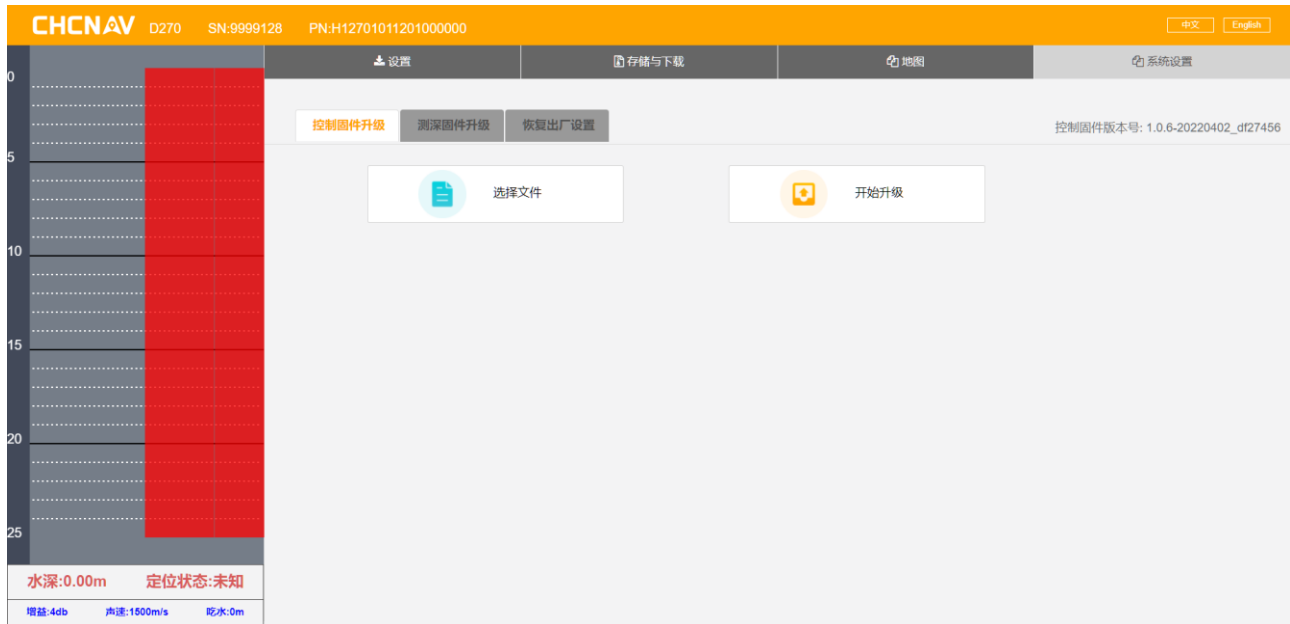 CHCNAV D270 SN:9999128 PN:H12701011201000000 中文 English
设置 存储与下载 地图 系统设置
控制固件升级 测深固件升级 恢复出厂设置 控制固件版本号: 1.0.6-20220402_df27456
选择文件 开始升级
0
5
10
15
20
25
水深:0.00m 定位状态:未知
增益:4db 声速:1500m/s 吃水:0m